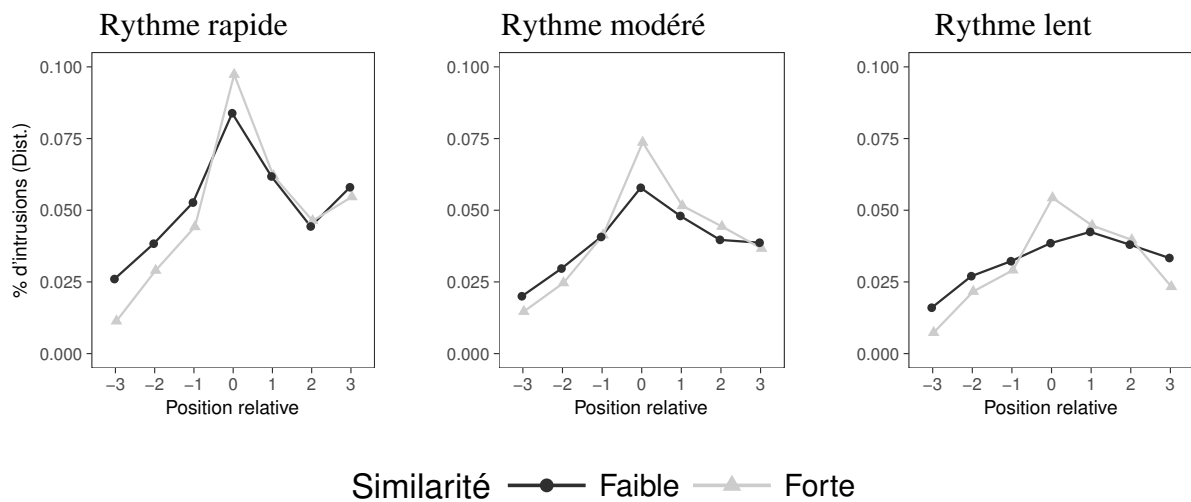 Rythme rapide
Rythme modéré
Rythme lent
% d'intrusions (Dist.)
0.100
0.075
0.050
0.025
0.000
−3 −2 −1 0 1 2 3
Position relative
0.100
0.075
0.050
0.025
0.000
−3 −2 −1 0 1 2 3
Position relative
0.100
0.075
0.050
0.025
0.000
−3 −2 −1 0 1 2 3
Position relative
Similarité Faible Forte